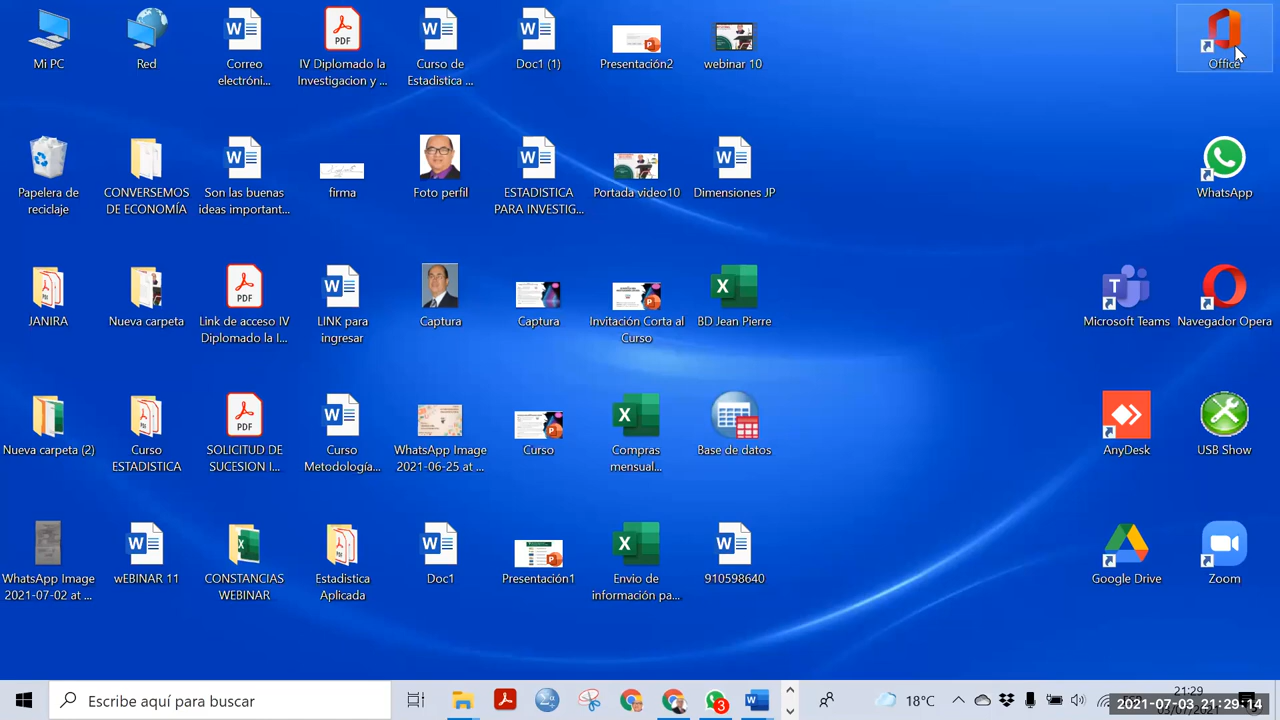 Mi PC
Red
Correo
electróni...
IV Diplomado la
Investigacion y ...
Curso de
Estadistica ...
Doc1 (1)
Presentación2
webinar 10
Office
Papelera de
reciclaje
CONVERSEMOS
DE ECONOMÍA
Son las buenas
ideas important...
firma
Foto perfil
ESTADISTICA
PARA INVESTIG...
Portada video10
Dimensiones JP
WhatsApp
JANIRA
Nueva carpeta
Link de acceso IV
Diplomado la I...
LINK para
ingresar
Captura
Captura
Invitación Corta al
Curso
BD Jean Pierre
Microsoft Teams
Navegador Opera
Nueva carpeta (2)
Curso
ESTADISTICA
SOLICITUD DE
SUCESION I...
Curso
Metodología...
WhatsApp Image
2021-06-25 at ...
Curso
Compras
mensual...
Base de datos
AnyDesk
USB Show
WhatsApp Image
2021-07-02 at ...
wEBINAR 11
CONSTANCIAS
WEBINAR
Estadistica
Aplicada
Doc1
Presentación1
Envio de
información pa...
910598640
Google Drive
Zoom
Escribe aquí para buscar
3
18°C
21:29
2021-07-03 21:29:14